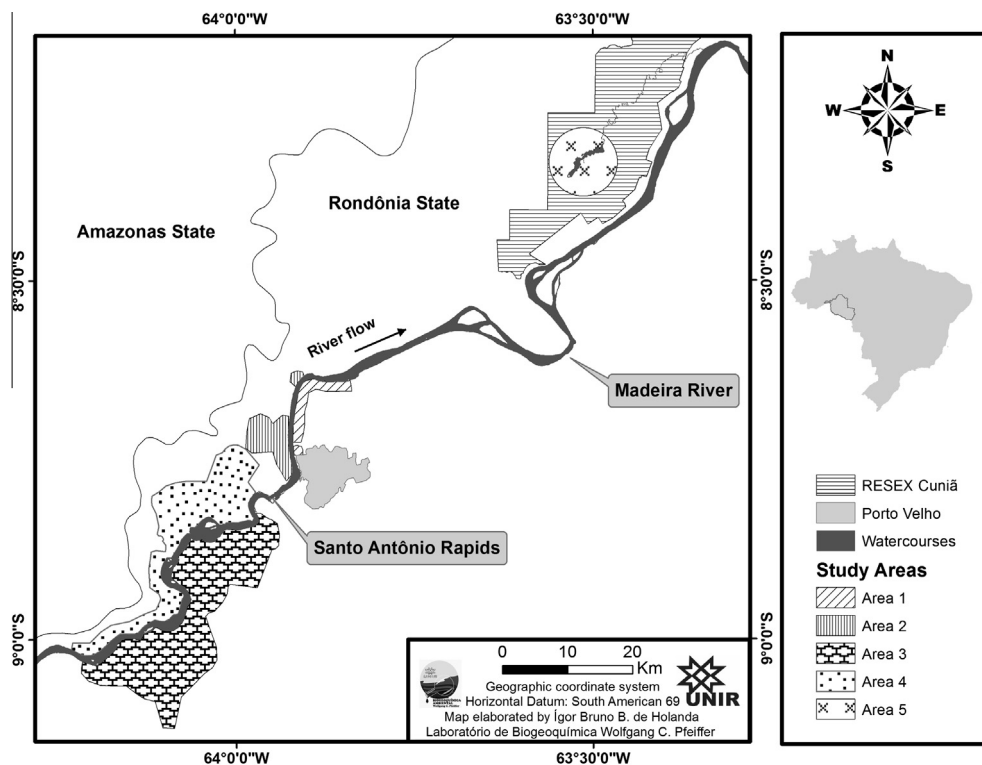 64°0'0"W
63°30'0"W
8°30'0"S
9°0'0"S
Amazonas State
Rondônia State
River flow
Madeira River
Santo Antônio Rapids
8°30'0"S
9°0'0"S
64°0'0"W
63°30'0"W
0 10 20
Km
Geographic coordinate system
Horizontal Datum: South American 69
Map elaborated by Ígor Bruno B. de Holanda
Laboratório de Biogeoquímica Wolfgang C. Pfeiffer
UNIR
N
W
E
S
RESEX Cuniã
Porto Velho
Watercourses
Study Areas
Area 1
Area 2
Area 3
Area 4
Area 5